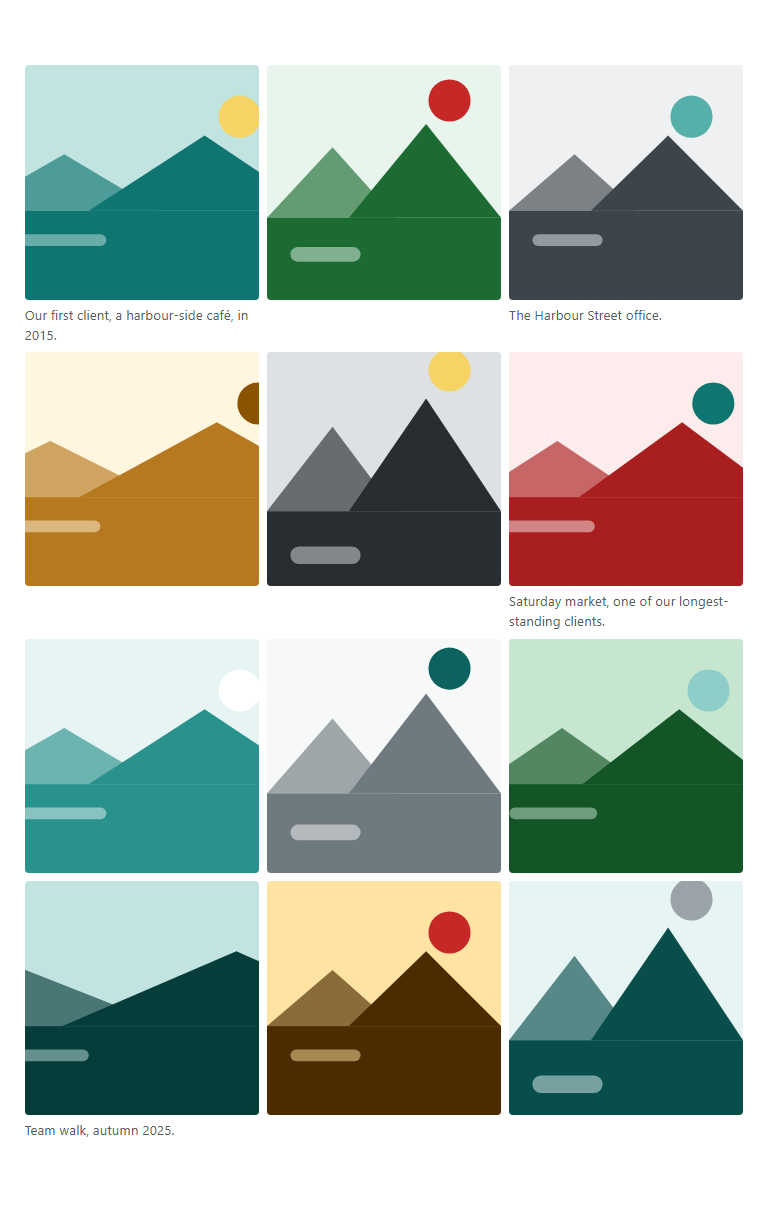 Our first client, a harbour-side café, in
2015.
The Harbour Street office.
Saturday market, one of our longest-
standing clients.
Team walk, autumn 2025.